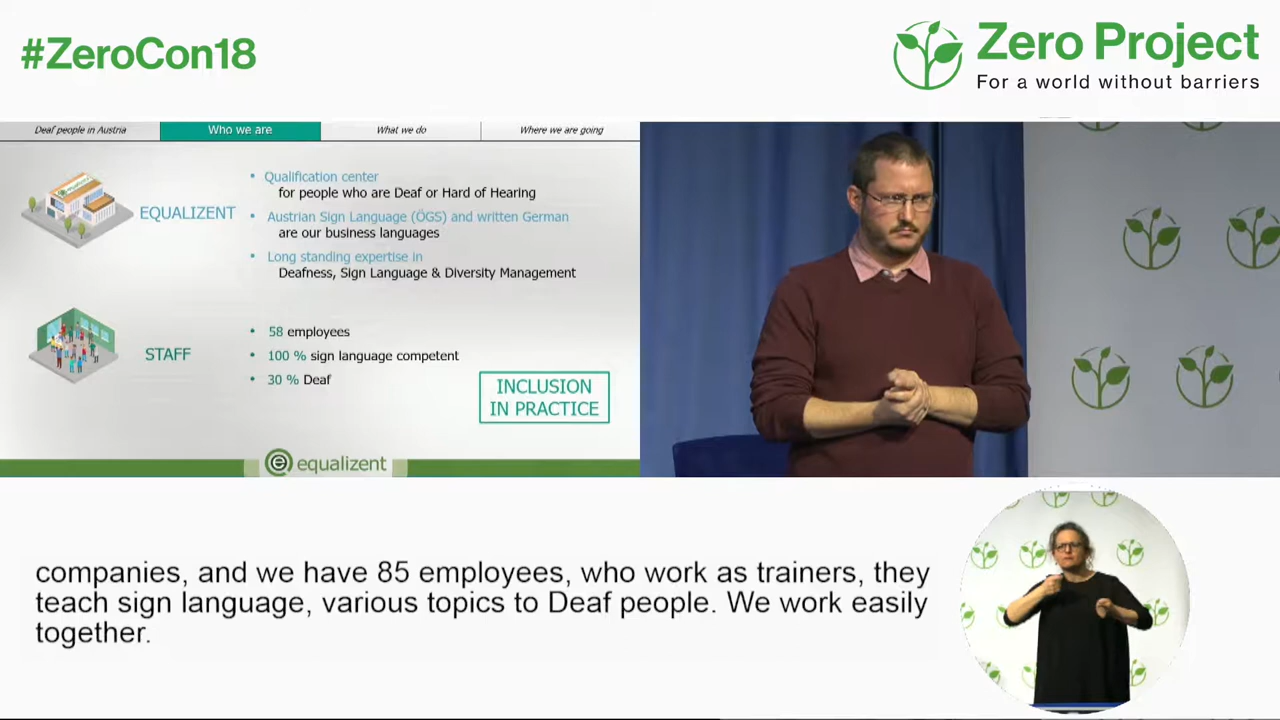 #ZeroCon18
Zero Project
For a world without barriers
Deaf people in Austria
Who we are
What we do
Where we are going
EQUALIZENT
• Qualification center
for people who are Deaf or Hard of Hearing
• Austrian Sign Language (ÖGS) and written German
are our business languages
• Long standing expertise in
Deafness, Sign Language & Diversity Management
STAFF
• 58 employees
• 100 % sign language competent
• 30 % Deaf
INCLUSION
IN PRACTICE
equalizent
companies, and we have 85 employees, who work as trainers, they
teach sign language, various topics to Deaf people. We work easily
together.